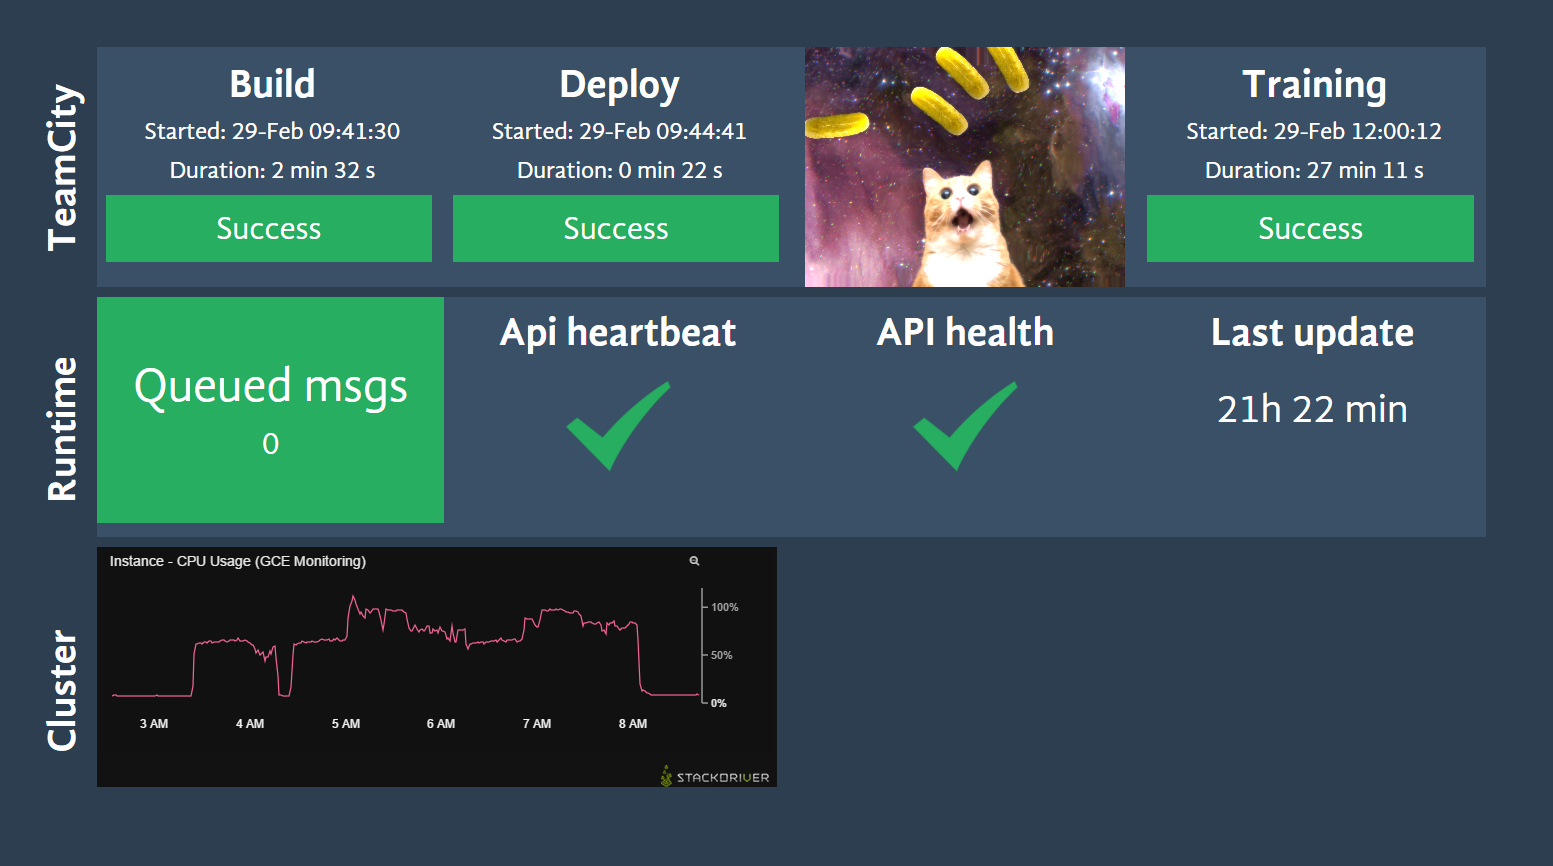 TeamCity
Build
Started: 29-Feb 09:41:30
Duration: 2 min 32 s
Success
Deploy
Started: 29-Feb 09:44:41
Duration: 0 min 22 s
Success
Training
Started: 29-Feb 12:00:12
Duration: 27 min 11 s
Success
Runtime
Queued msgs
0
Api heartbeat
API health
Last update
21h 22 min
Cluster
Instance - CPU Usage (GCE Monitoring)
100%
50%
0%
3 AM 4 AM 5 AM 6 AM 7 AM 8 AM
STACKDRIVER